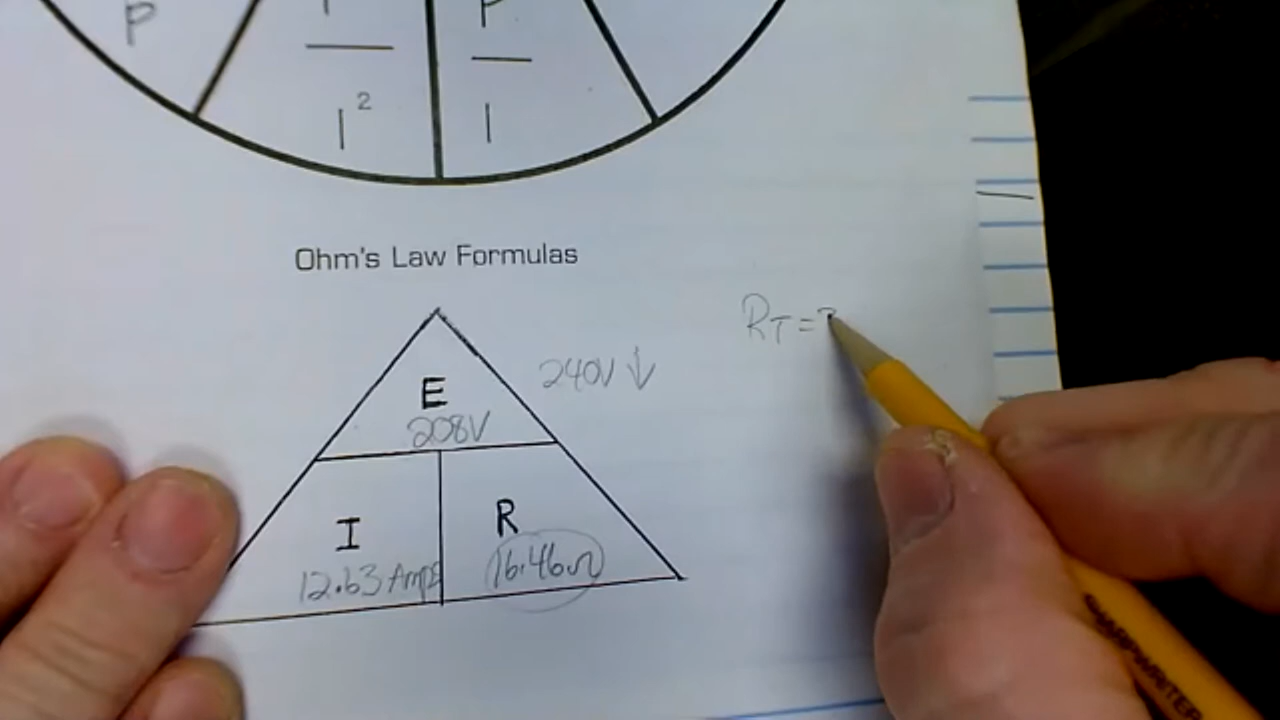 P
P
I²
I
Ohm's Law Formulas
RT = ?
240V ↓
E
208V
I
R
12.63 Amps
16.46Ω